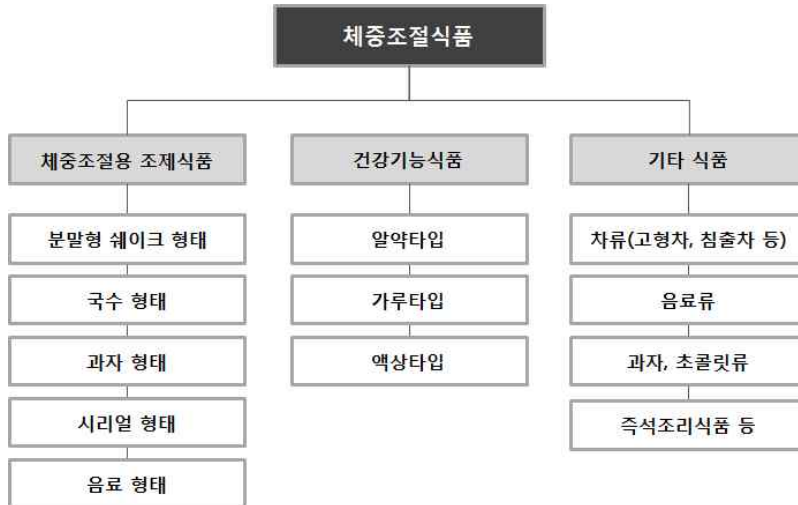 체중조절식품
체중조절용 조제식품
분말형 쉐이크 형태
국수 형태
과자 형태
시리얼 형태
음료 형태
건강기능식품
알약타입
가루타입
액상타입
기타 식품
차류(고형차, 침출차 등)
음료류
과자, 초콜릿류
즉석조리식품 등